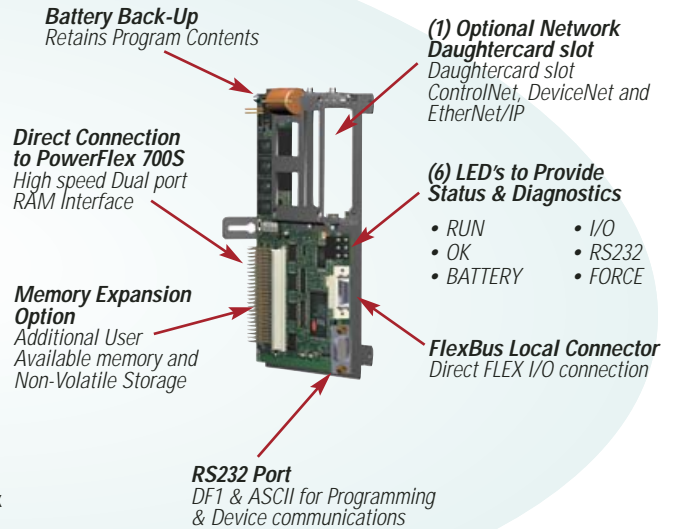 Battery Back-Up
Retains Program Contents
(1) Optional Network
Daughtercard slot
Daughtercard slot
ControlNet, DeviceNet and
EtherNet/IP
Direct Connection
to PowerFlex 700S
High speed Dual port
RAM Interface
(6) LED's to Provide
Status & Diagnostics
• RUN • I/O
• OK • RS232
• BATTERY • FORCE
Memory Expansion
Option
Additional User
Available memory and
Non-Volatile Storage
FlexBus Local Connector
Direct FLEX I/O connection
RS232 Port
DF1 & ASCII for Programming
& Device communications